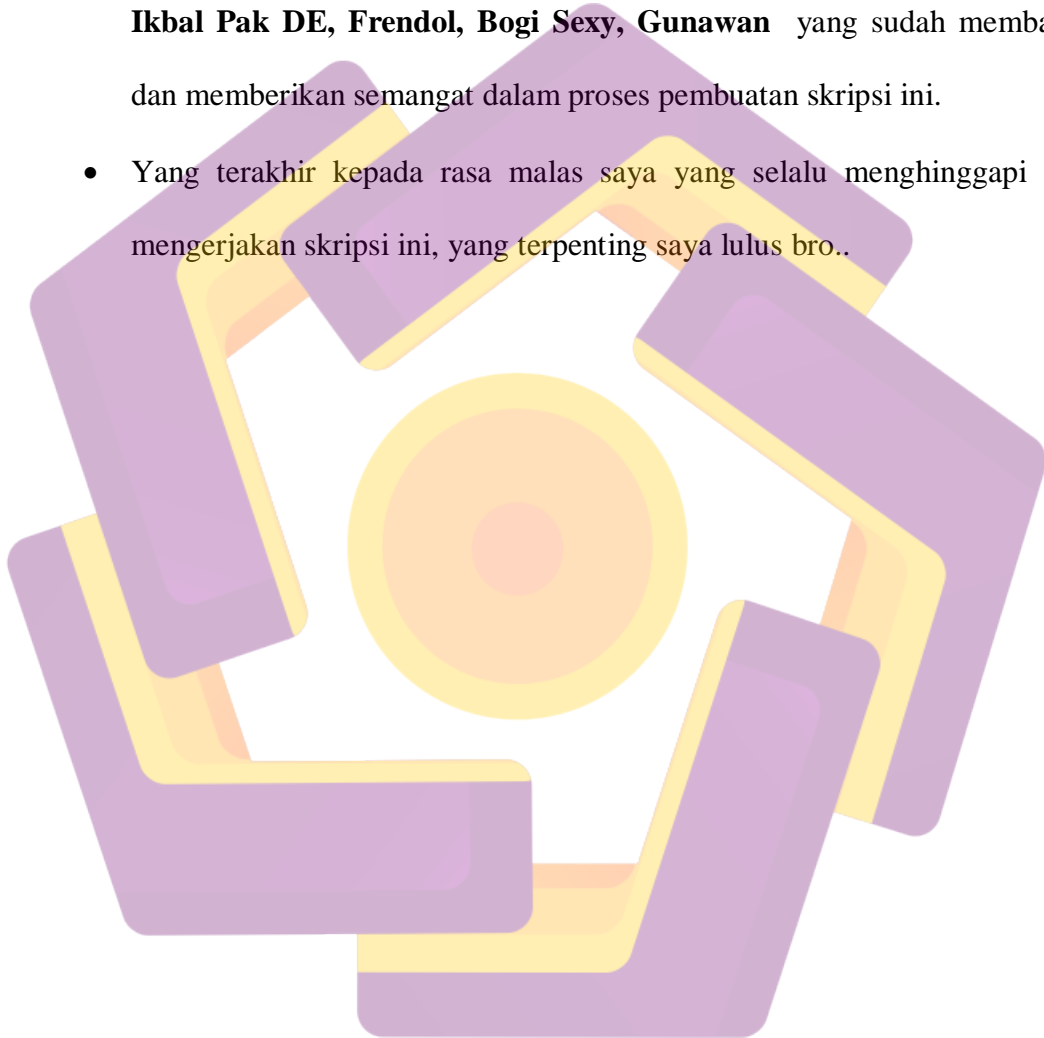 Ikbal Pak DE, Frendol, Bogi Sexy, Gunawan yang sudah memba
dan memberikan semangat dalam proses pembuatan skripsi ini.
• Yang terakhir kepada rasa malas saya yang selalu menghinggapi
mengerjakan skripsi ini, yang terpenting saya lulus bro..